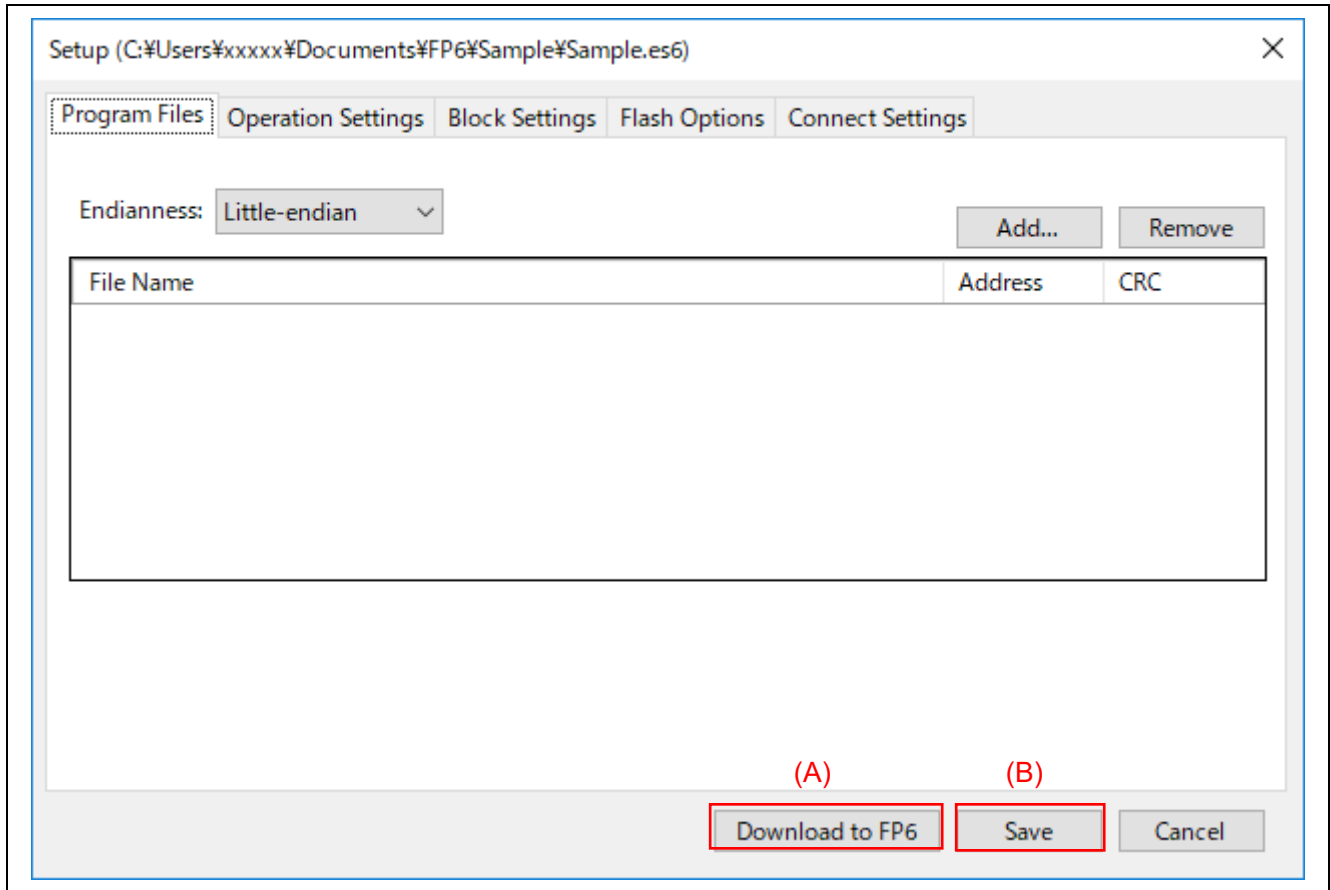 Setup (C:¥Users¥xxxxx¥Documents¥FP6¥Sample¥Sample.es6)
Program Files Operation Settings Block Settings Flash Options Connect Settings
Endianness: Little-endian
Add... Remove
File Name Address CRC
(A) (B)
Download to FP6 Save Cancel